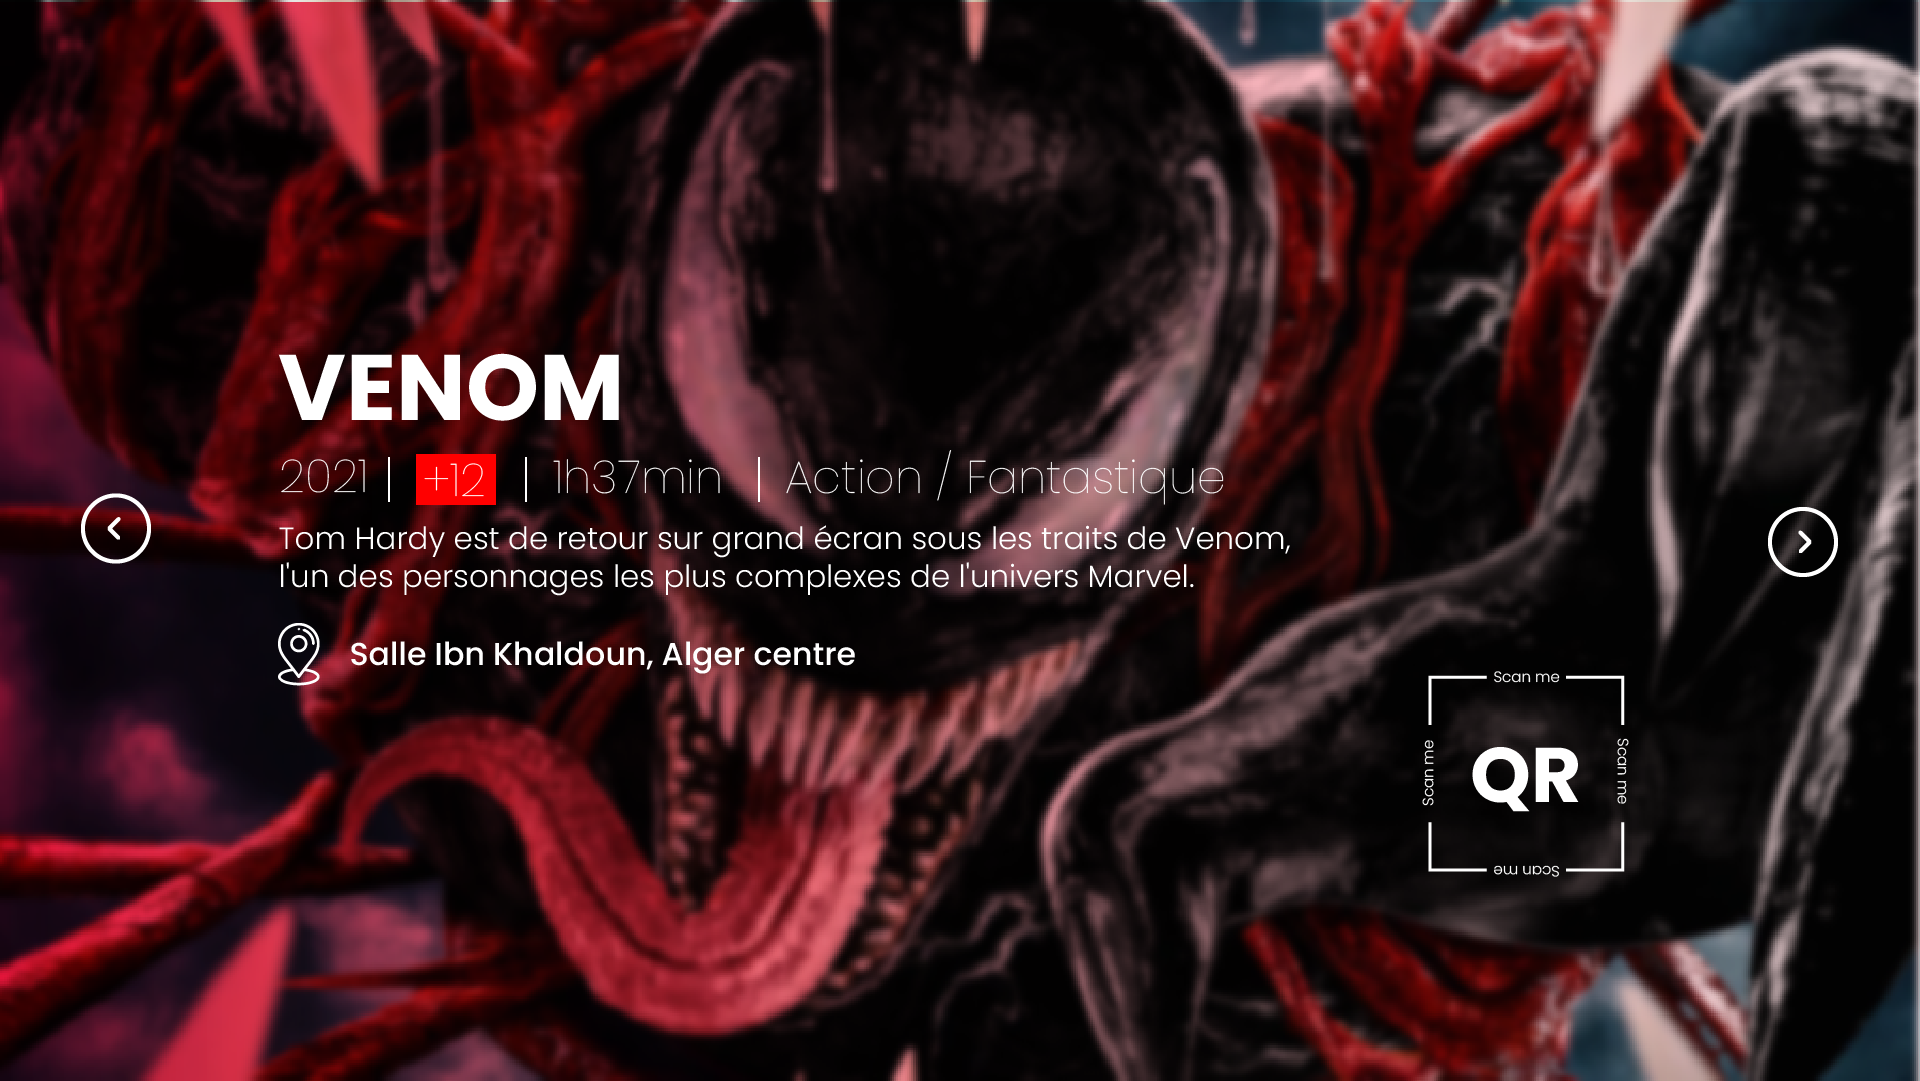 VENOM
2021 | +12 | 1h37min | Action / Fantastique
Tom Hardy est de retour sur grand écran sous les traits de Venom,
l'un des personnages les plus complexes de l'univers Marvel.
Salle Ibn Khaldoun, Alger centre
Scan me
Scan me
QR
Scan me
Scan me